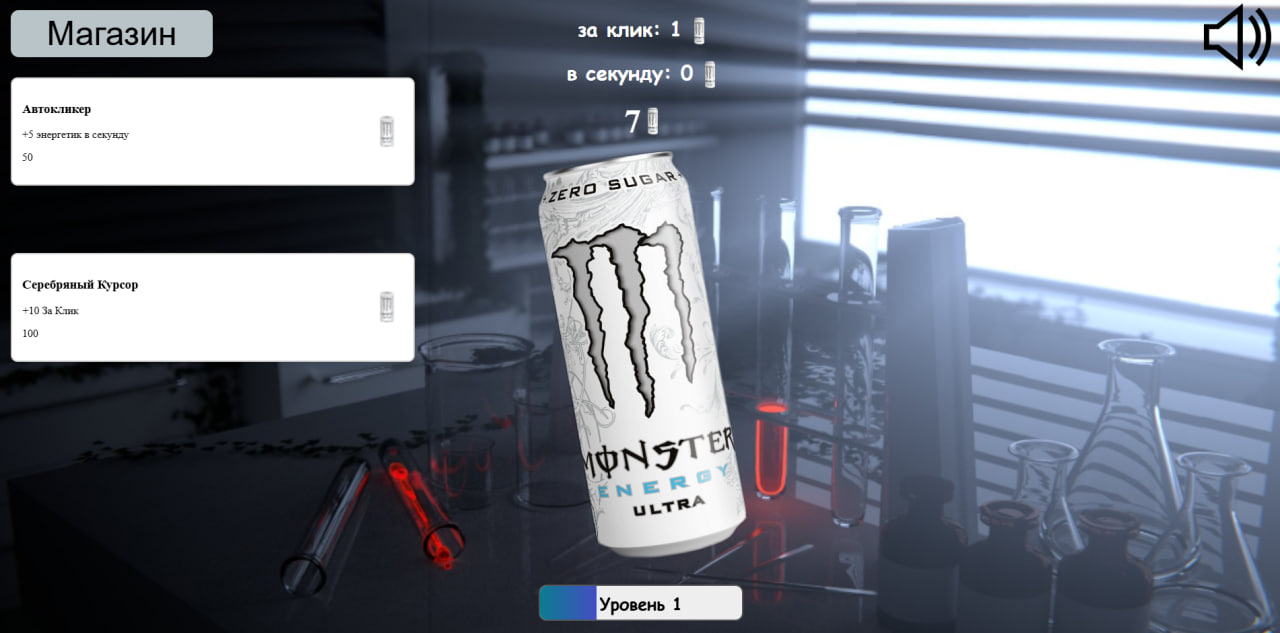 Магазин
за клик: 1
в секунду: 0
7
Автокликер
+5 энергетик в секунду
50
Серебряный Курсор
+10 За Клик
100
ZERO SUGAR
MONSTER
ENERGY
ULTRA
Уровень 1